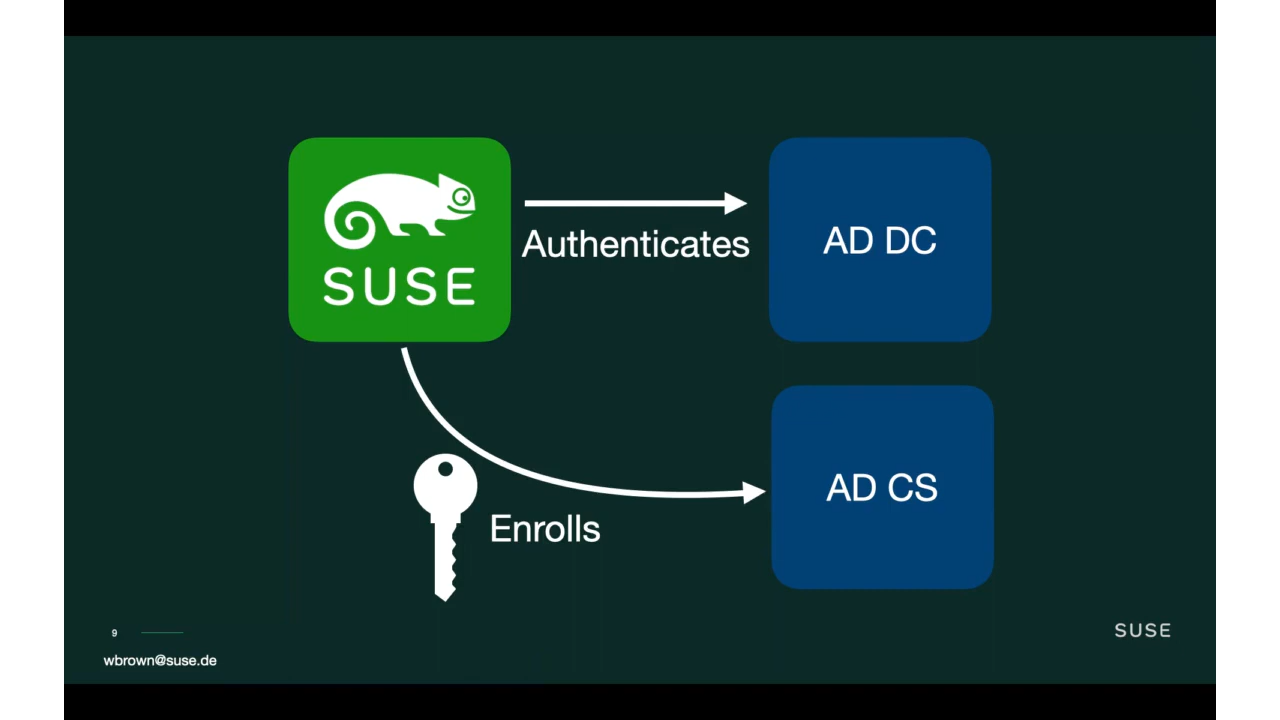 SUSE
Authenticates
AD DC
AD CS
Enrolls
9
wbrown@suse.de
SUSE